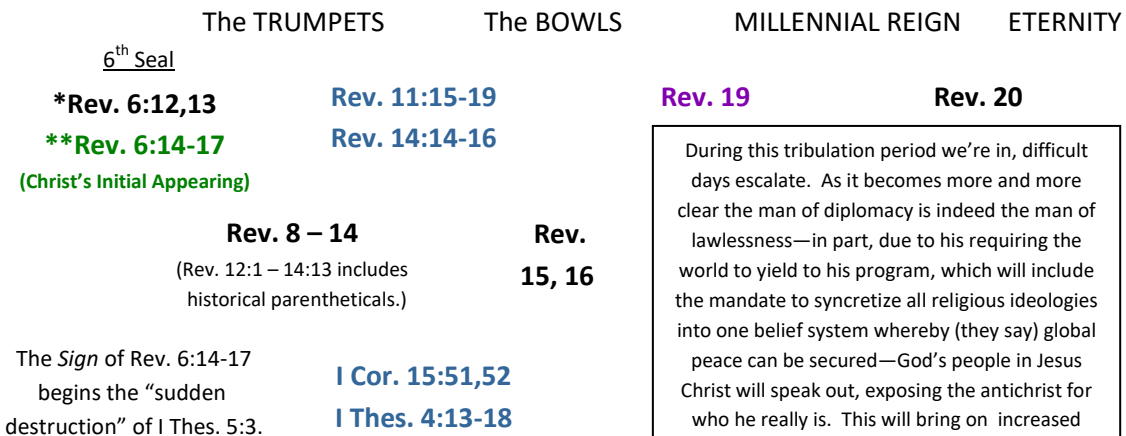 The TRUMPETS The BOWLS MILLENNIAL REIGN ETERNITY
6th Seal
*Rev. 6:12,13 Rev. 11:15-19 Rev. 19 Rev. 20
**Rev. 6:14-17 Rev. 14:14-16
(Christ's Initial Appearing)
Rev. 8 – 14 Rev.
(Rev. 12:1 – 14:13 includes 15, 16
historical parentheticals.)
The Sign of Rev. 6:14-17
begins the "sudden
destruction" of I Thes. 5:3.
I Cor. 15:51,52
I Thes. 4:13-18
During this tribulation period we're in, difficult
days escalate. As it becomes more and more
clear the man of diplomacy is indeed the man of
lawlessness—in part, due to his requiring the
world to yield to his program, which will include
the mandate to syncretize all religious ideologies
into one belief system whereby (they say) global
peace can be secured—God's people in Jesus
Christ will speak out, exposing the antichrist for
who he really is. This will bring on increased